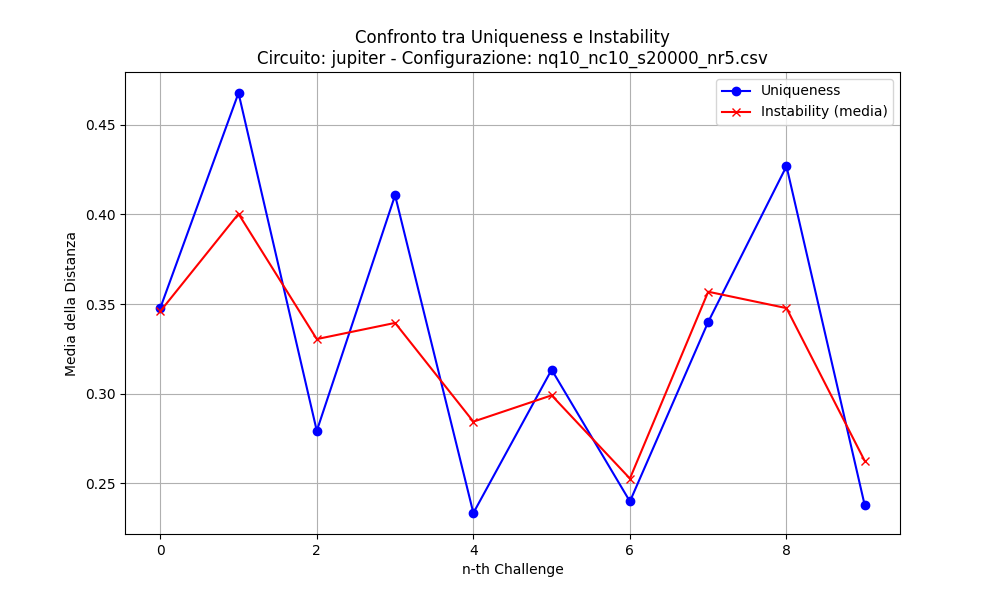 Confronto tra Uniqueness e Instability
Circuito: jupiter - Configurazione: nq10_nc10_s20000_nr5.csv
Uniqueness
Instability (media)
Media della Distanza
0.45
0.40
0.35
0.30
0.25
0
2
4
6
8
n-th Challenge